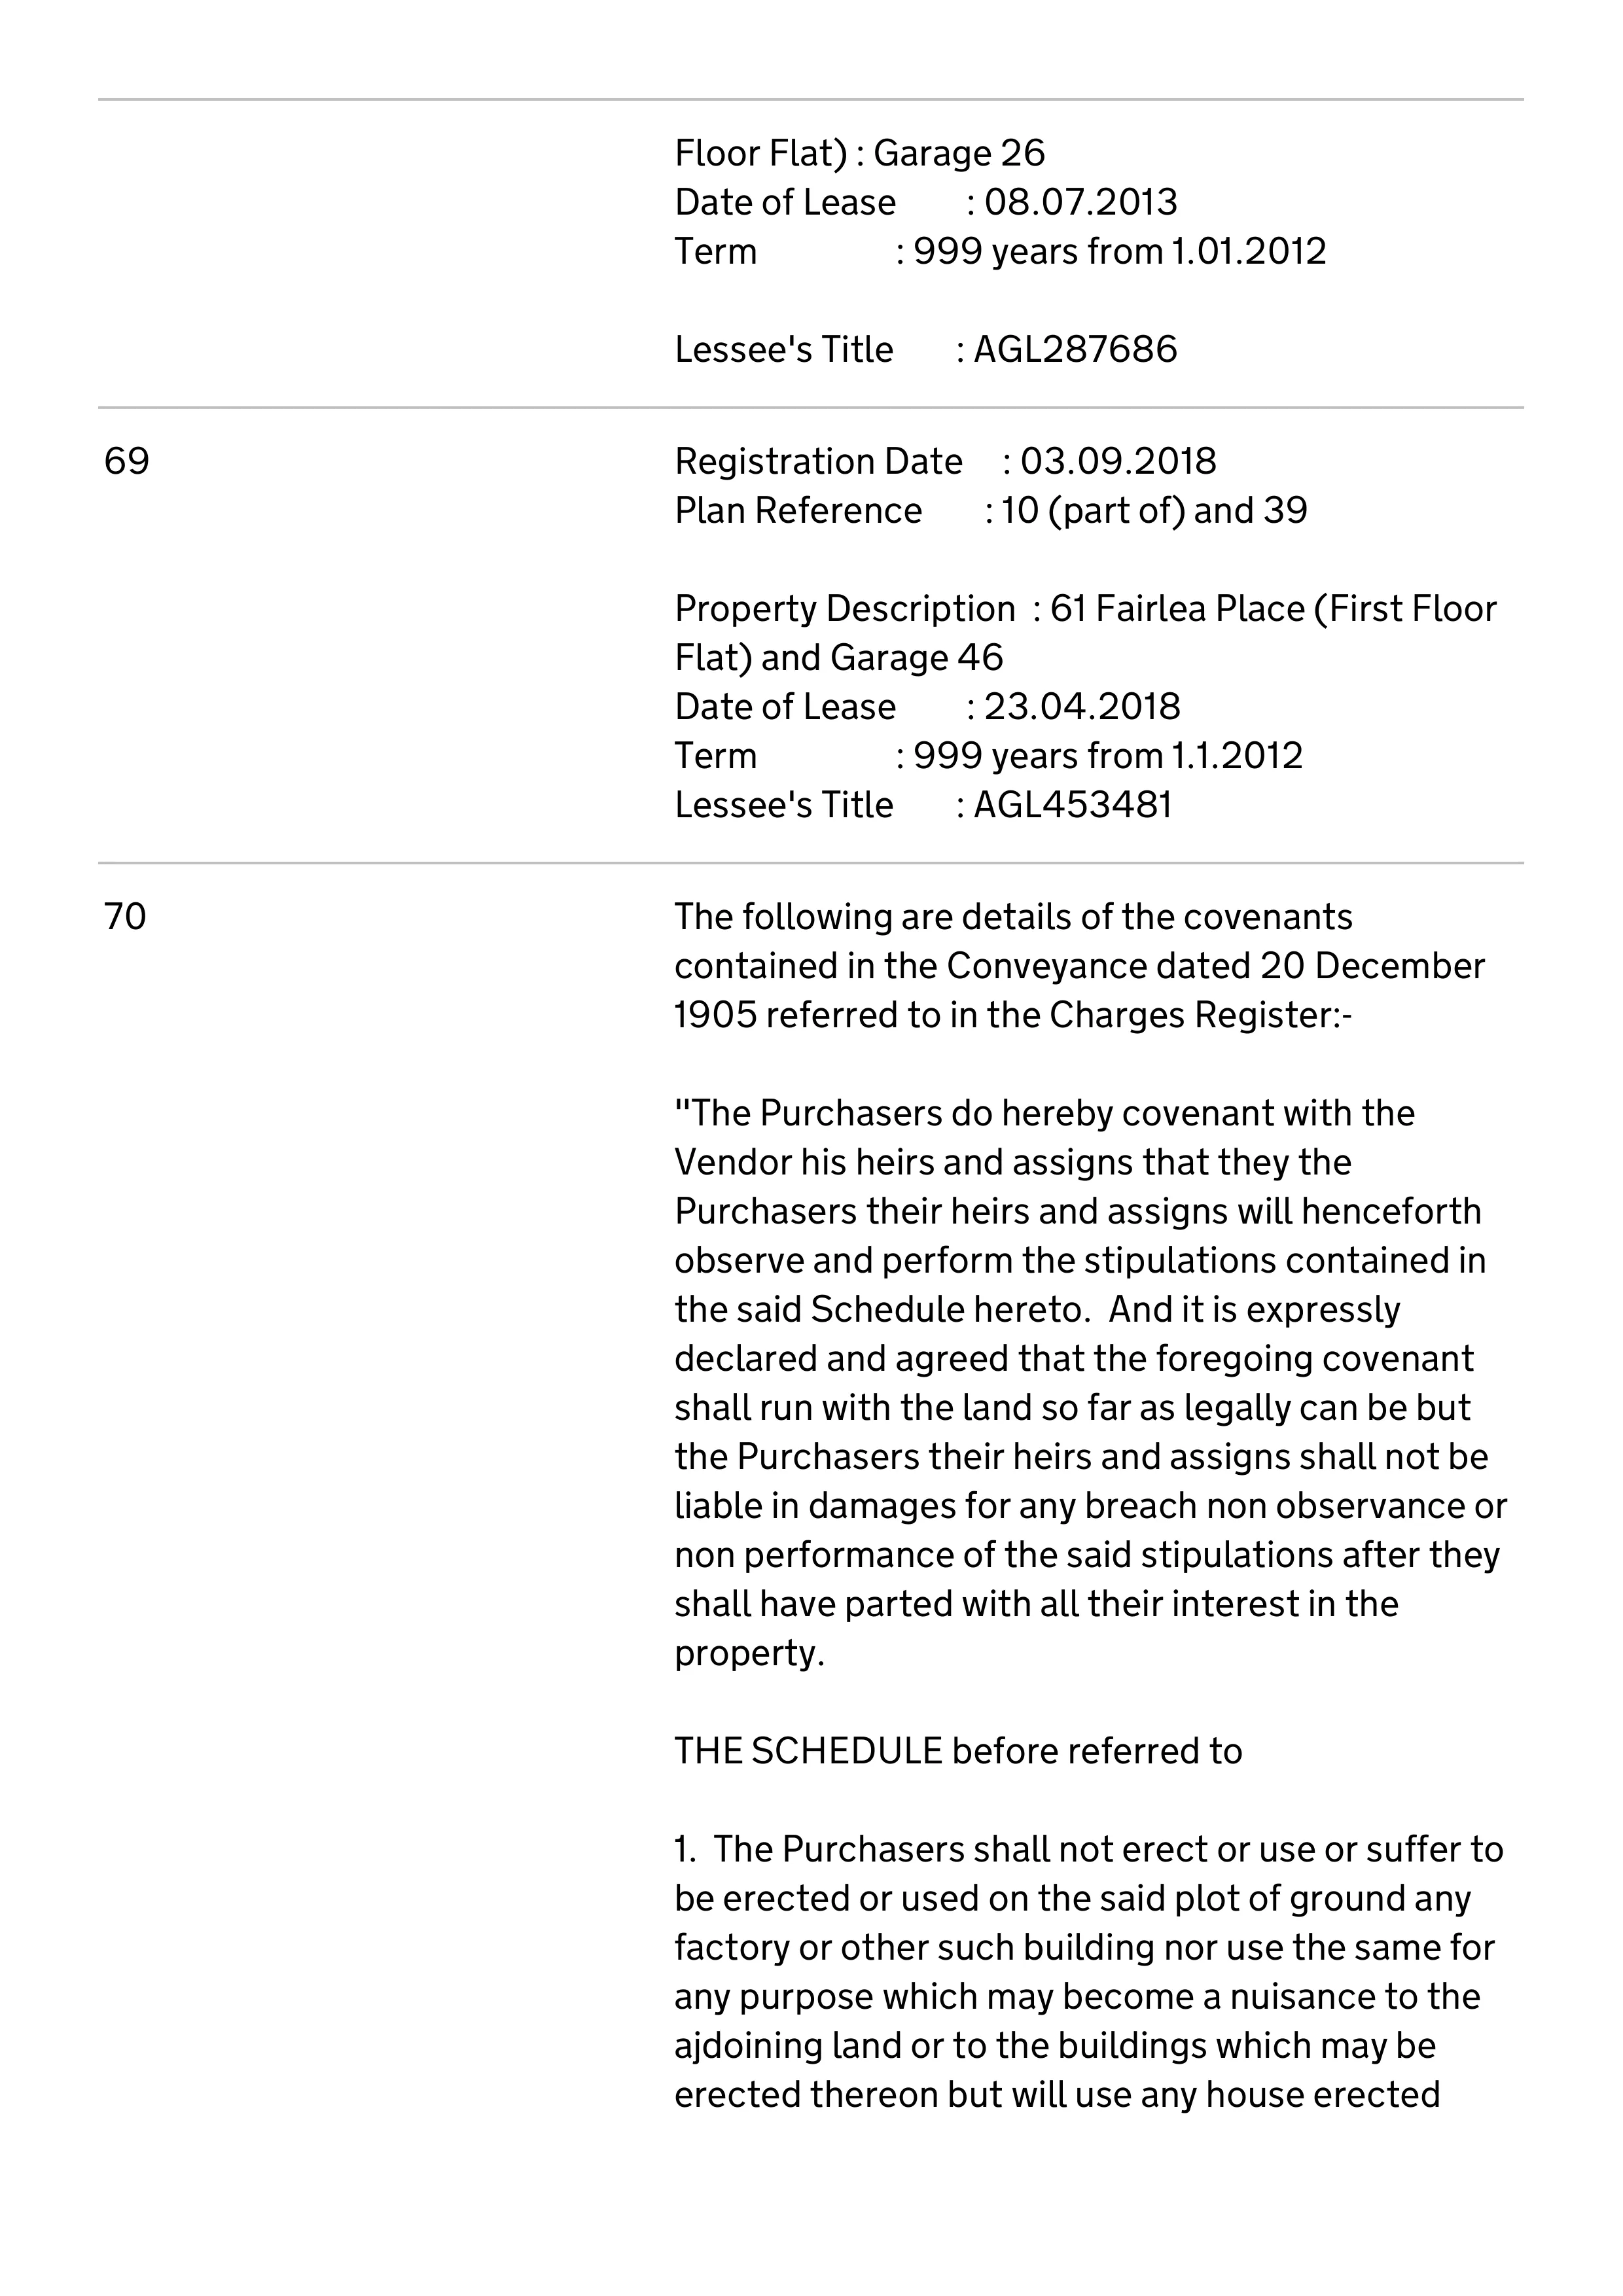 Floor Flat) : Garage 26
Date of Lease : 08.07.2013
Term : 999 years from 1.01.2012
Lessee's Title : AGL287686
69
Registration Date : 03.09.2018
Plan Reference : 10 (part of) and 39
Property Description : 61 Fairlea Place (First Floor
Flat) and Garage 46
Date of Lease : 23.04.2018
Term : 999 years from 1.1.2012
Lessee's Title : AGL453481
70
The following are details of the covenants
contained in the Conveyance dated 20 December
1905 referred to in the Charges Register:-
"The Purchasers do hereby covenant with the
Vendor his heirs and assigns that they the
Purchasers their heirs and assigns will henceforth
observe and perform the stipulations contained in
the said Schedule hereto. And it is expressly
declared and agreed that the foregoing covenant
shall run with the land so far as legally can be but
the Purchasers their heirs and assigns shall not be
liable in damages for any breach non observance or
non performance of the said stipulations after they
shall have parted with all their interest in the
property.
THE SCHEDULE before referred to
1. The Purchasers shall not erect or use or suffer to
be erected or used on the said plot of ground any
factory or other such building nor use the same for
any purpose which may become a nuisance to the
ajdoining land or to the buildings which may be
erected thereon but will use any house erected